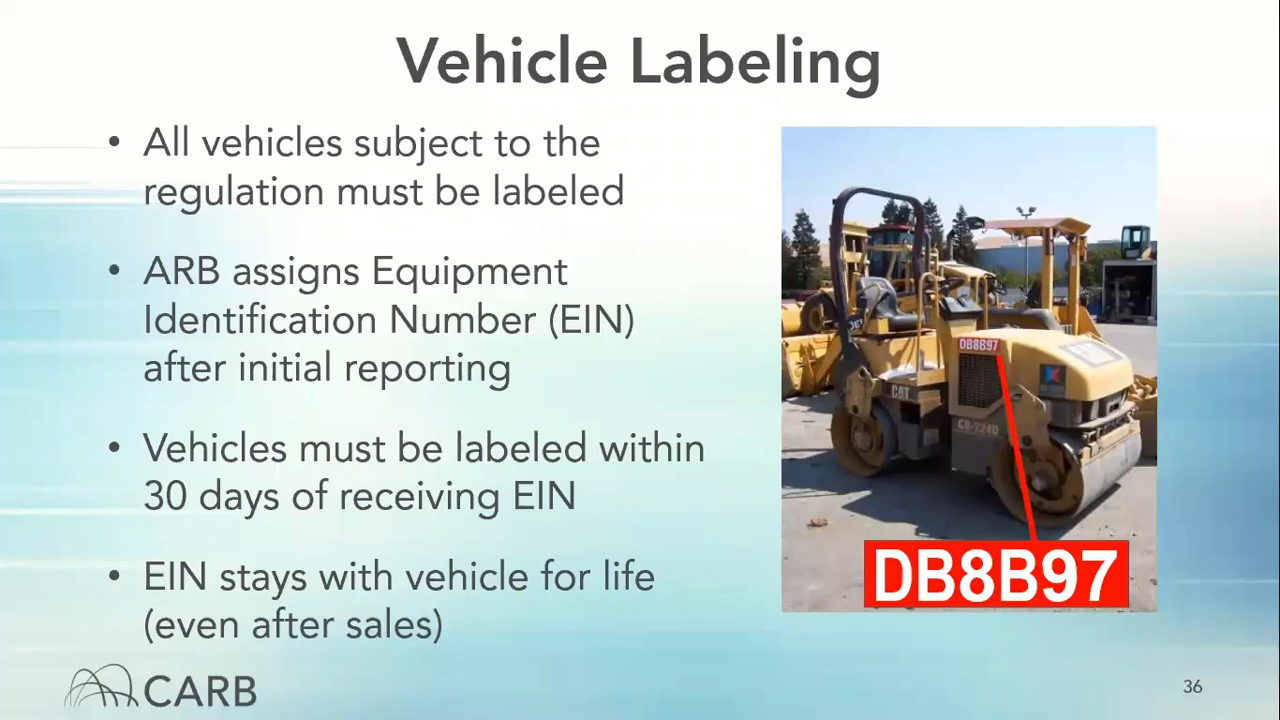 Vehicle Labeling
• All vehicles subject to the
regulation must be labeled
• ARB assigns Equipment
Identification Number (EIN)
after initial reporting
• Vehicles must be labeled within
30 days of receiving EIN
• EIN stays with vehicle for life
(even after sales)
DB8B97
CAT
CB-224D
DB8B97
CARB
36